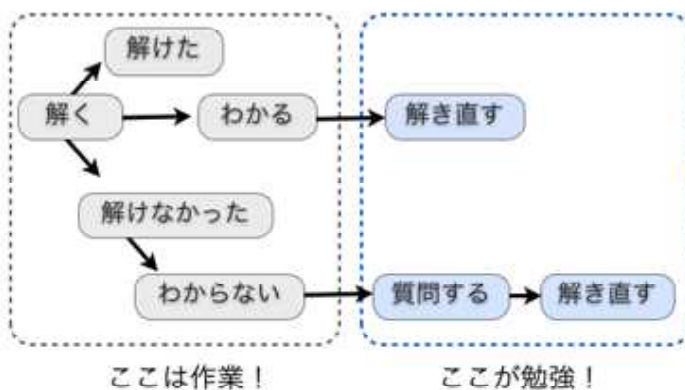 解けた
解く
わかる
解き直す
解けなかった
わからない
質問する
解き直す
ここは作業!
ここが勉強!